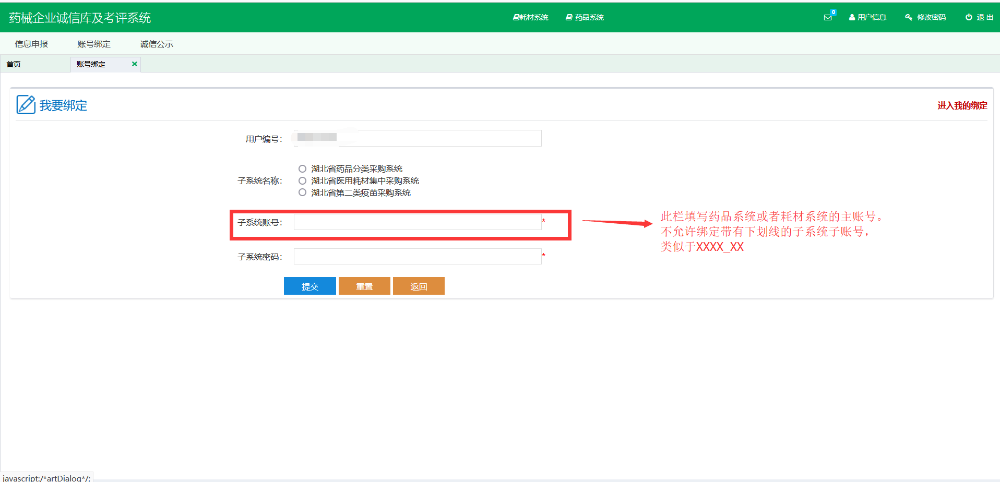 药械企业诚信库及考评系统
耗材系统
药品系统
0
用户信息
修改密码
退 出
信息申报
账号绑定
诚信公示
首页
账号绑定
我要绑定
进入我的绑定
用户编号：
子系统名称：
湖北省药品分类采购系统
湖北省医用耗材集中采购系统
湖北省第二类疫苗采购系统
子系统账号：
*
此栏填写药品系统或者耗材系统的主账号。
不允许绑定带有下划线的子系统子账号，
类似于XXXX_XX
子系统密码：
*
提交
重置
返回
javascript:/*artDialog*/;